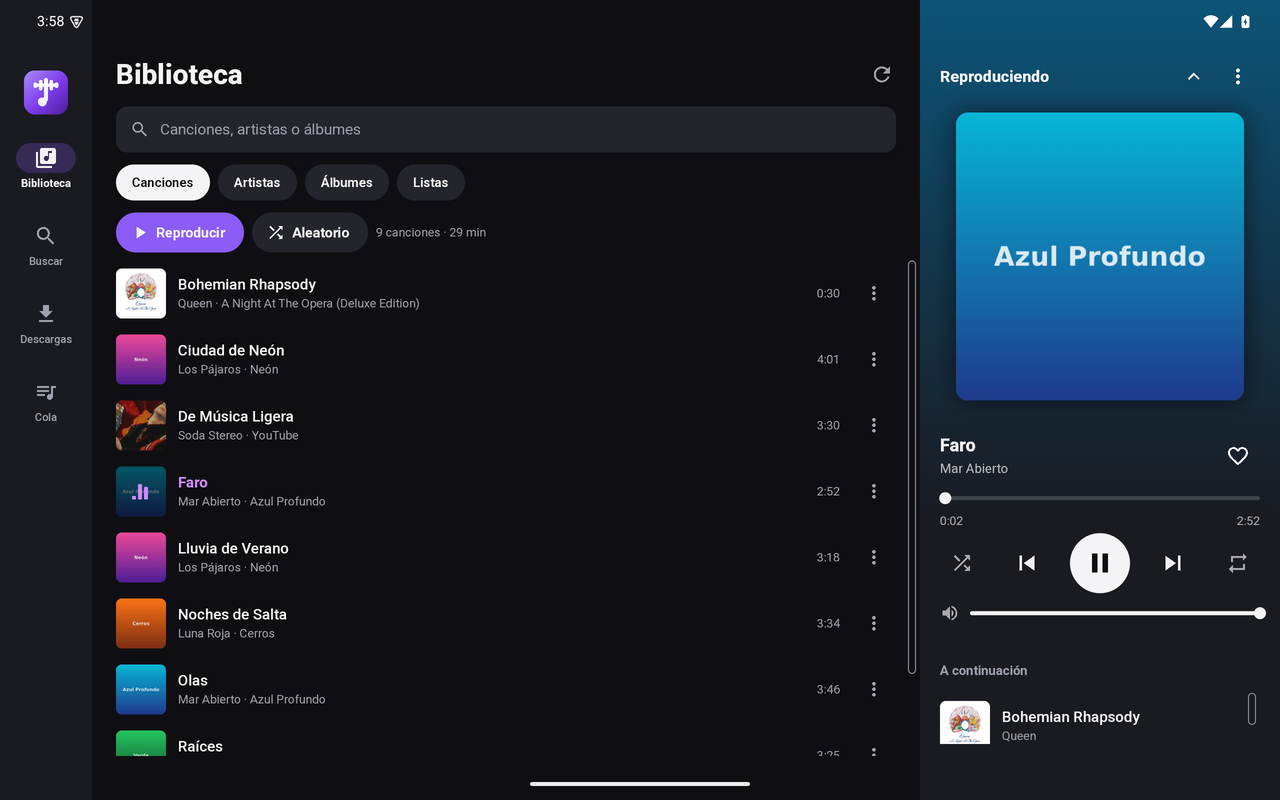 3:58
Biblioteca
Buscar
Descargas
Cola
Biblioteca
Canciones, artistas o álbumes
Canciones
Artistas
Álbumes
Listas
Reproducir
Aleatorio
9 canciones · 29 min
Bohemian Rhapsody
Queen · A Night At The Opera (Deluxe Edition)
0:30
Neón
Ciudad de Neón
Los Pájaros · Neón
4:01
De Música Ligera
Soda Stereo · YouTube
3:30
Faro
Mar Abierto · Azul Profundo
2:52
Neón
Lluvia de Verano
Los Pájaros · Neón
3:18
Cerros
Noches de Salta
Luna Roja · Cerros
3:34
Azul Profundo
Olas
Mar Abierto · Azul Profundo
3:46
Raíces
3:25
Reproduciendo
Azul Profundo
Faro
Mar Abierto
0:02
2:52
A continuación
Bohemian Rhapsody
Queen